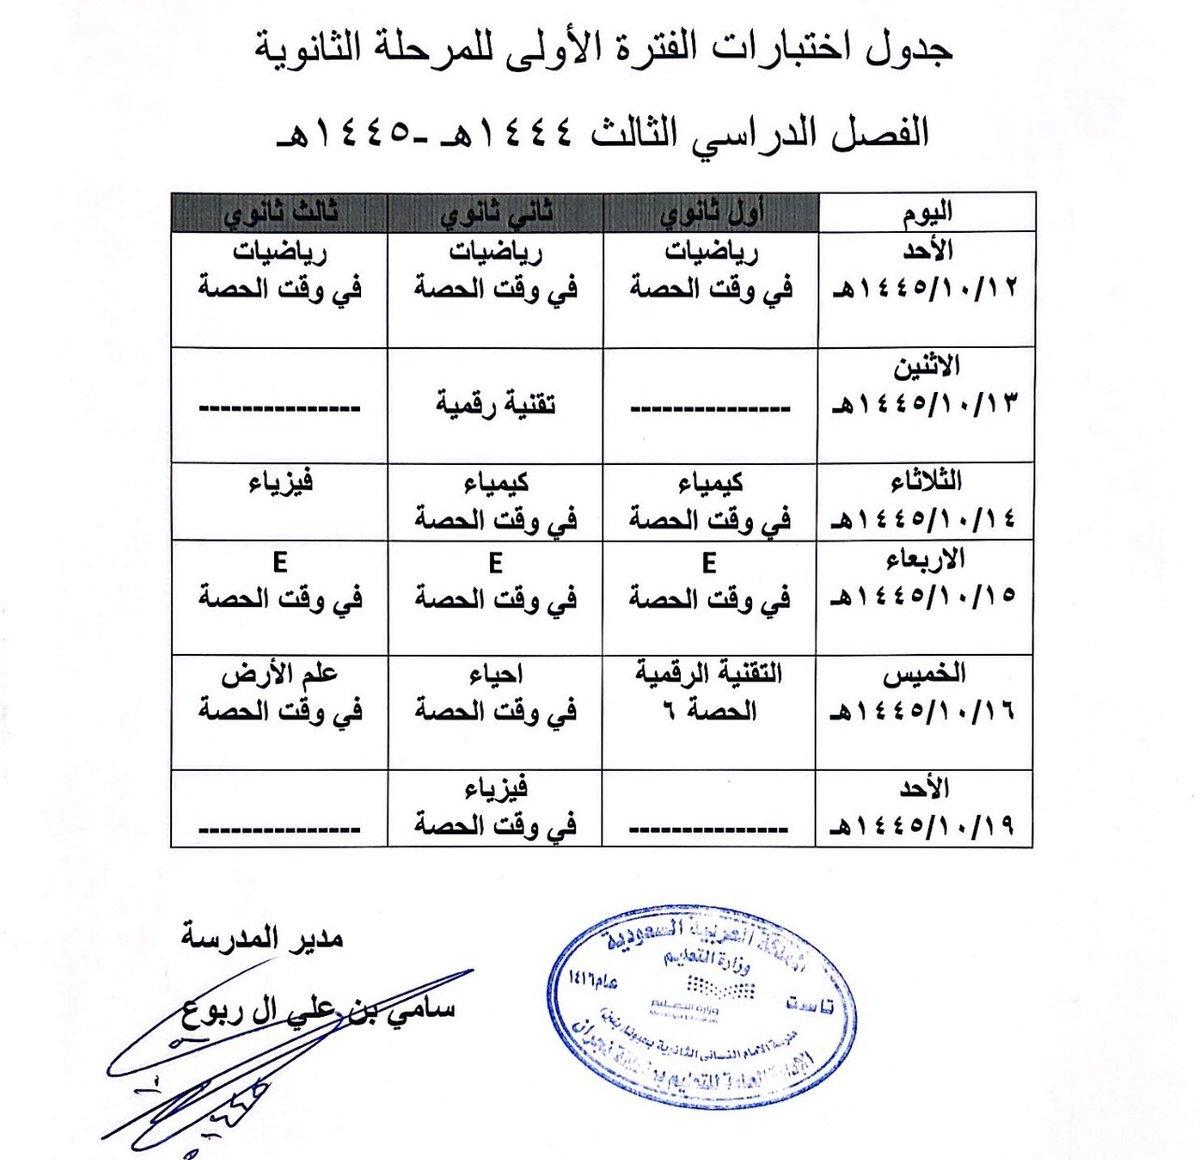 جدول اختبارات الفترة الأولى للمرحلة الثانوية
الفصل الدراسي الثالث ١٤٤٤هـ -١٤٤٥هـ
اليوم أول ثانوي ثاني ثانوي ثالث ثانوي
الأحد رياضيات رياضيات رياضيات
١٤٤٥/١٠/١٢هـ في وقت الحصة في وقت الحصة في وقت الحصة
الاثنين
١٤٤٥/١٠/١٣هـ --------------- تقنية رقمية ---------------
الثلاثاء كيمياء كيمياء فيزياء
١٤٤٥/١٠/١٤هـ في وقت الحصة في وقت الحصة
الاربعاء E E E
١٤٤٥/١٠/١٥هـ في وقت الحصة في وقت الحصة في وقت الحصة
الخميس التقنية الرقمية احياء علم الأرض
١٤٤٥/١٠/١٦هـ الحصة ٦ في وقت الحصة في وقت الحصة
الأحد فيزياء
١٤٤٥/١٠/١٩هـ --------------- في وقت الحصة ---------------
مدير المدرسة
سامي بن علي ال ربوع
المملكة العربية السعودية
وزارة التعليم
تأست عام ١٤١٦
وزارة التعليم
مدرسة الامام النسائي الثانوية
الإدارة العامة للتعليم بمنطقة نجران